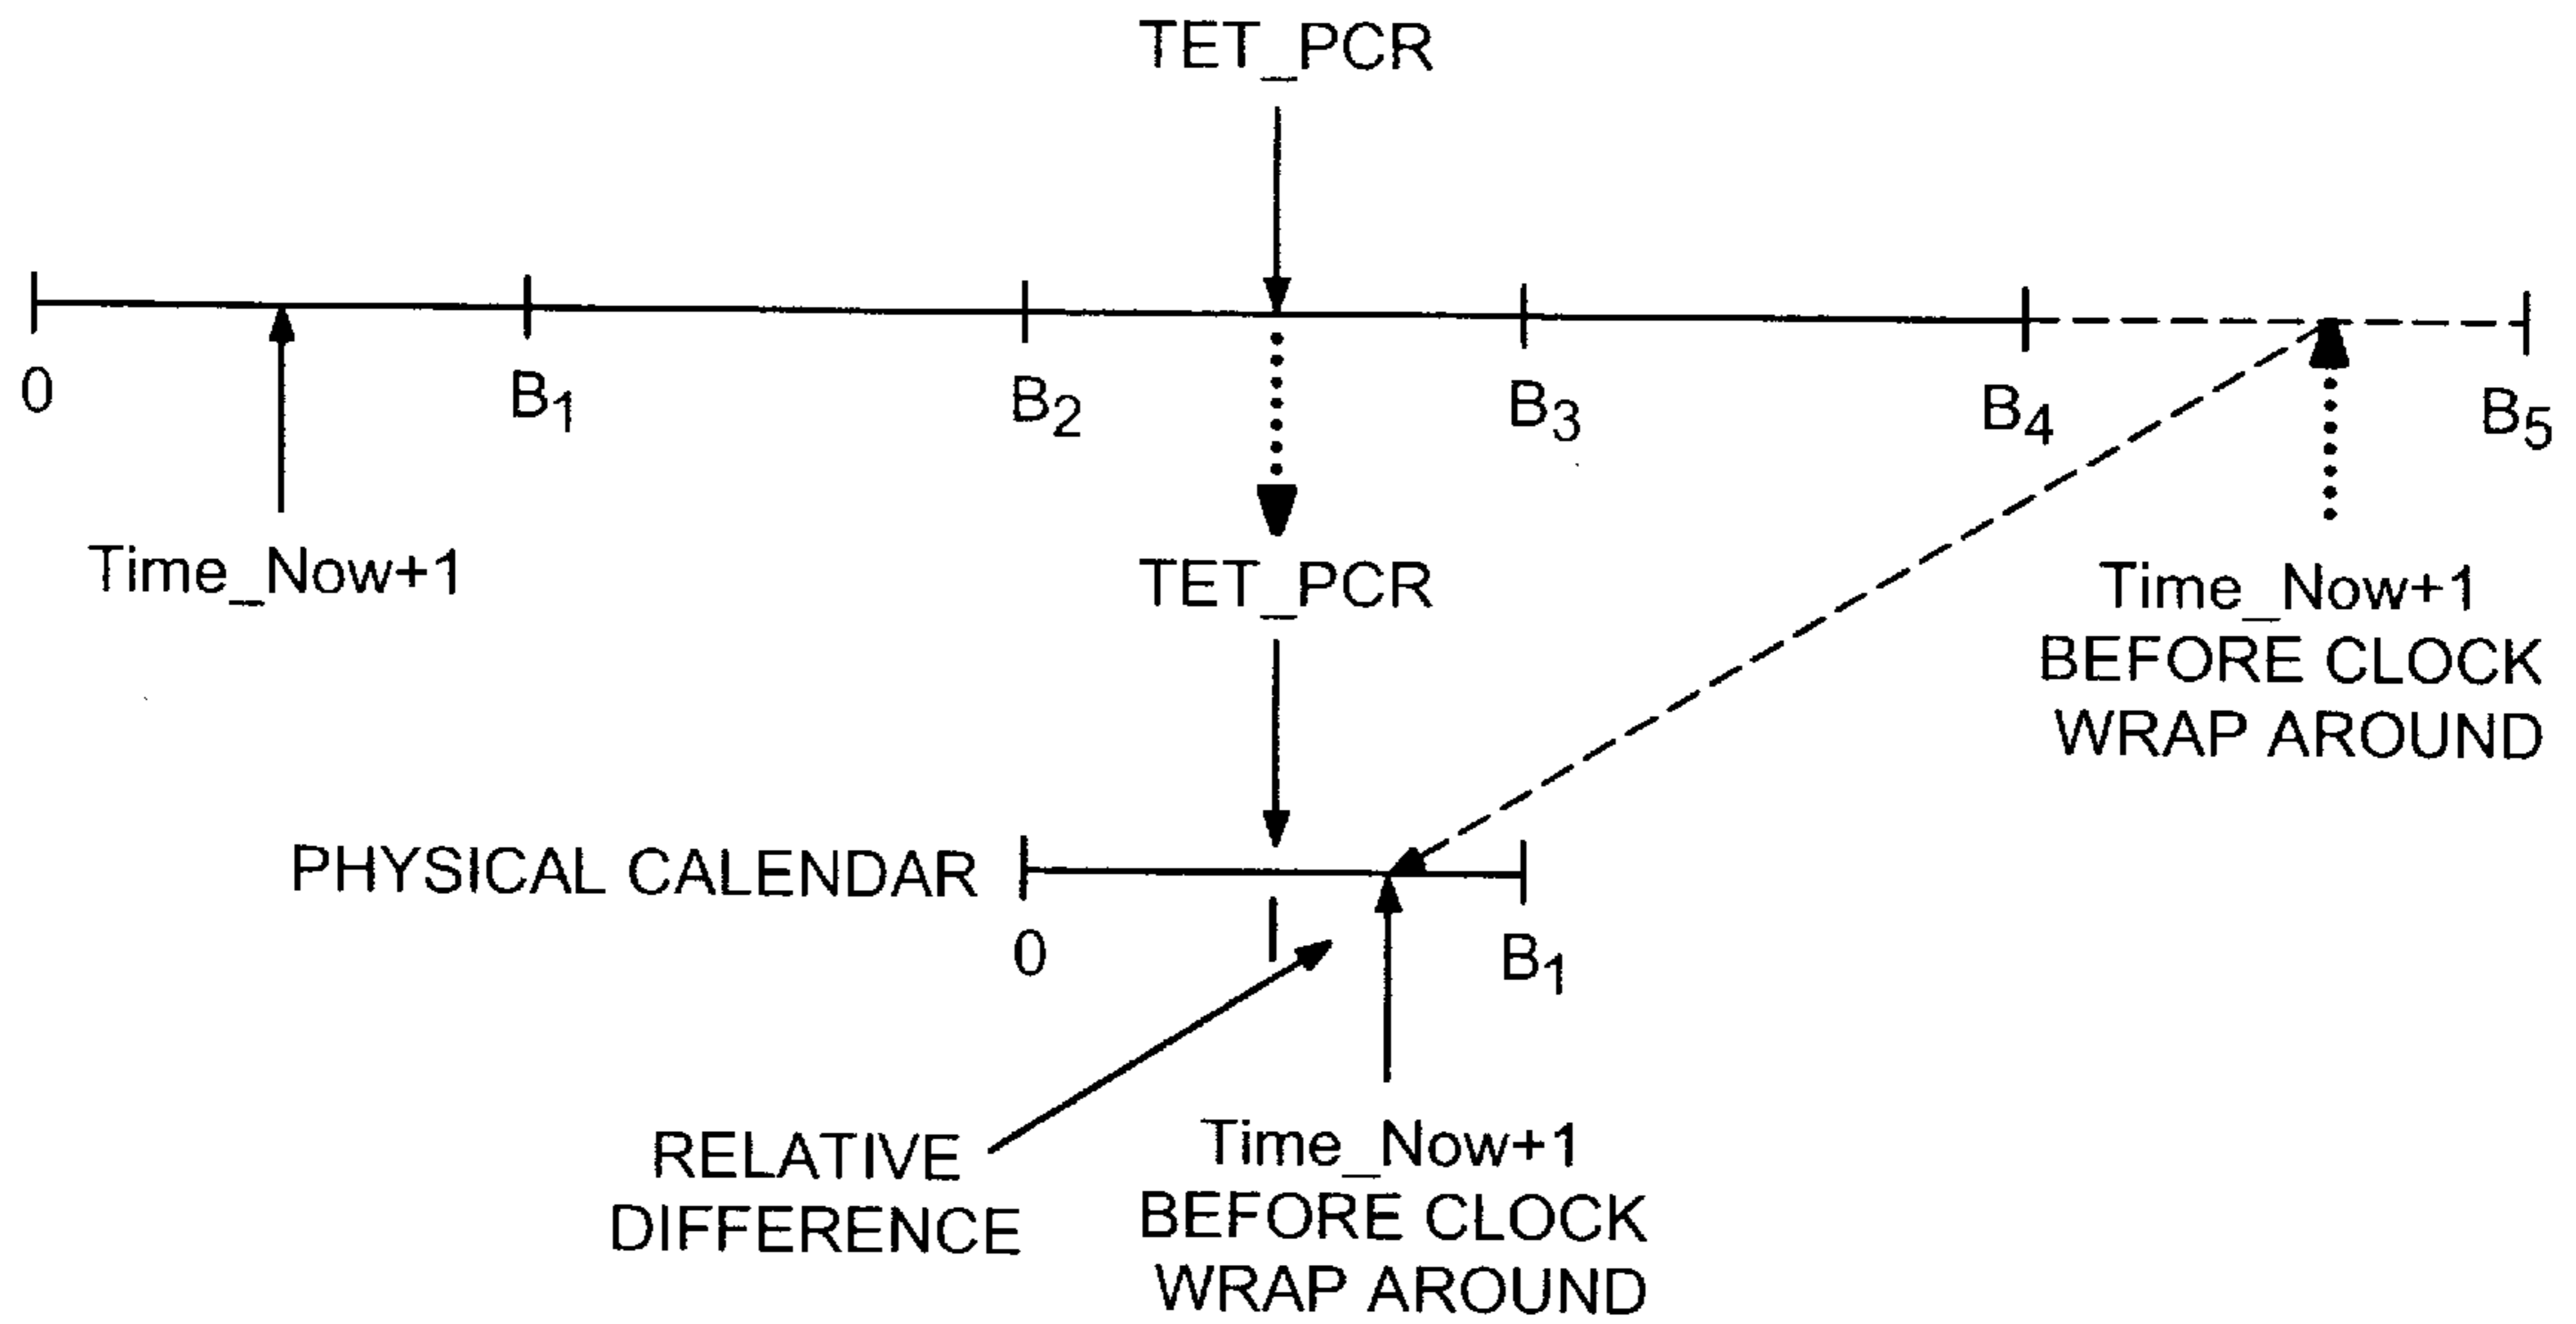 TET_PCR
0
B1
B2
B3
B4
B5
Time_Now+1
TET_PCR
Time_Now+1
BEFORE CLOCK
WRAP AROUND
PHYSICAL CALENDAR
0
B1
RELATIVE
DIFFERENCE
Time_Now+1
BEFORE CLOCK
WRAP AROUND